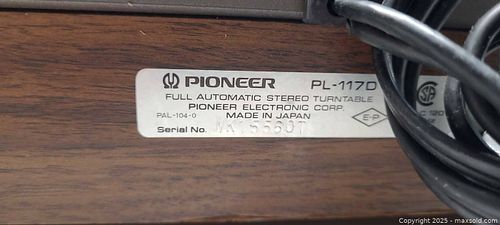 PIONEER PL-117D
FULL AUTOMATIC STEREO TURNTABLE
PIONEER ELECTRONIC CORP.
PAL-104-0 MADE IN JAPAN
E-P
Serial No.
Copyright © 2025 - maxsold.com